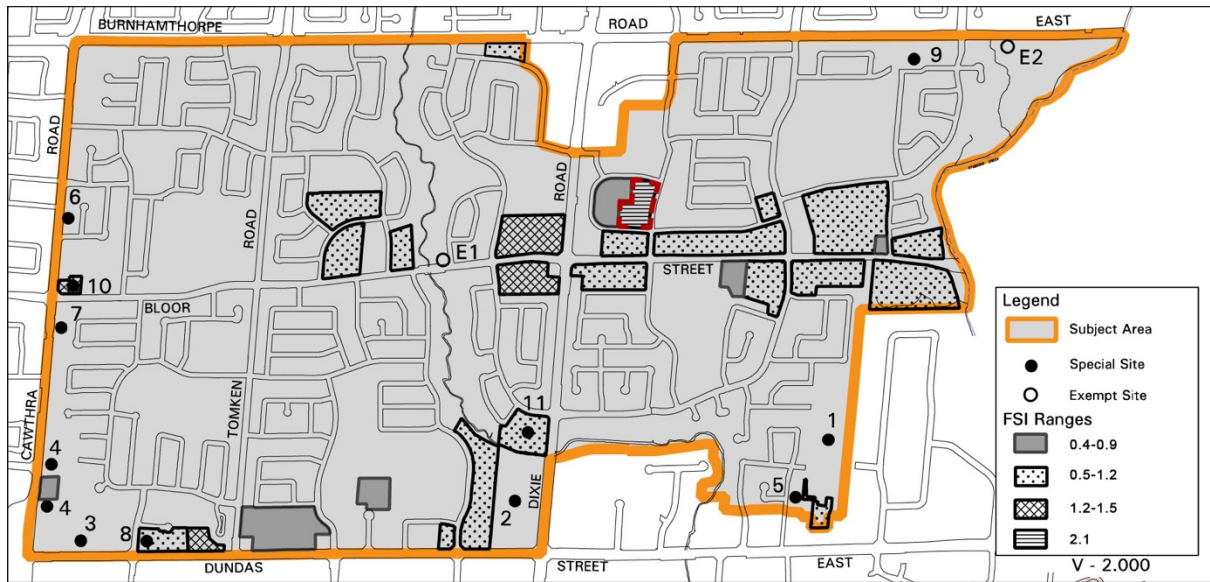 BURNHAMTHORPE
ROAD
EAST
9
E2
ROAD
6
ROAD
ROAD
E1
10
BLOOR
STREET
7
CAWTHRA
TOMKEN
11
1
4
DIXIE
5
2
4
3
8
DUNDAS
STREET
EAST
Legend
Subject Area
Special Site
Exempt Site
FSI Ranges
0.4-0.9
0.5-1.2
1.2-1.5
2.1
V - 2.000